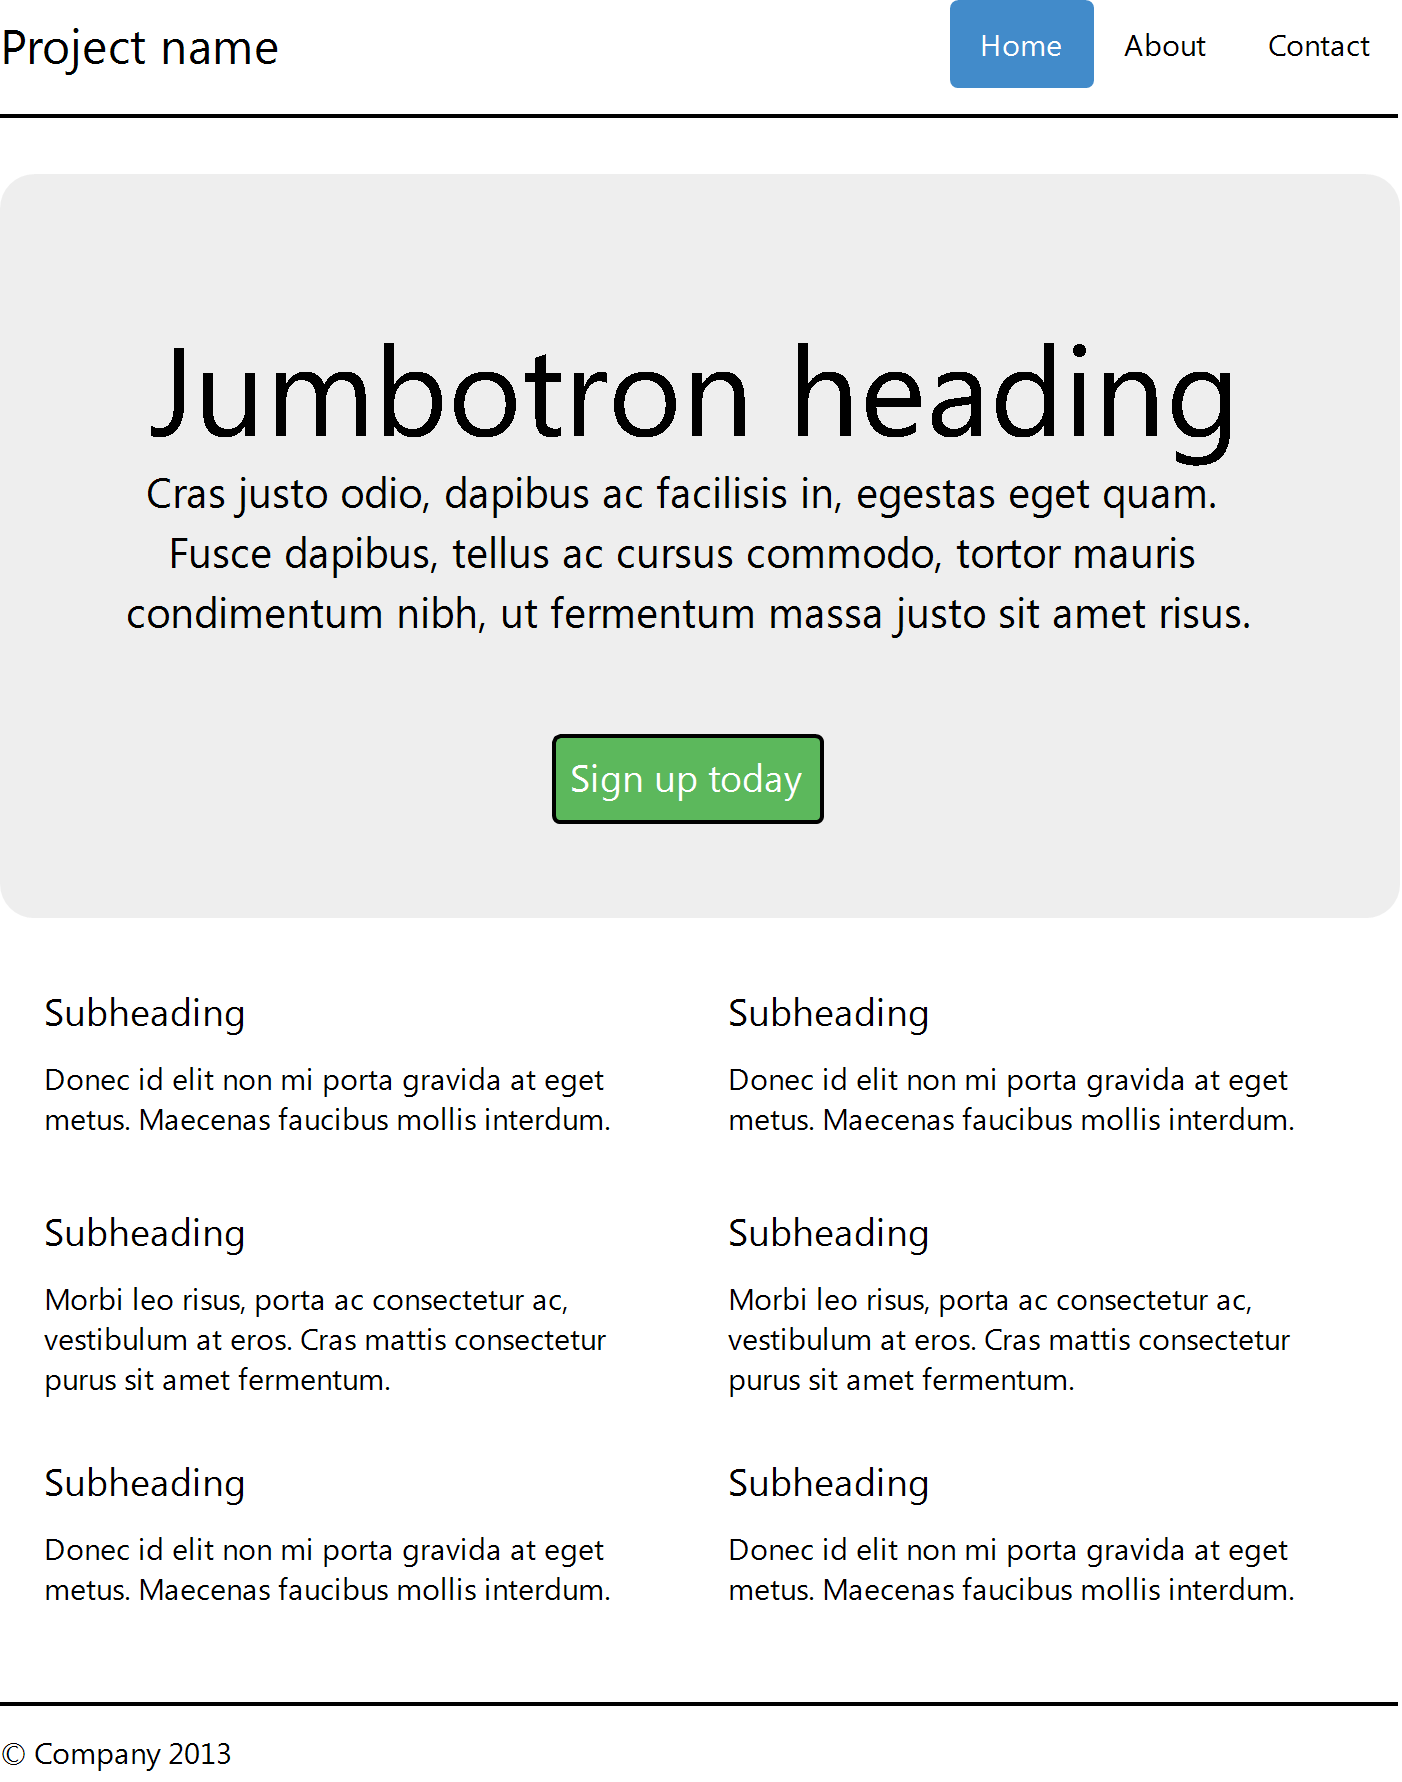 Project name
Home About Contact
Jumbotron heading
Cras justo odio, dapibus ac facilisis in, egestas eget quam.
Fusce dapibus, tellus ac cursus commodo, tortor mauris
condimentum nibh, ut fermentum massa justo sit amet risus.
Sign up today
Subheading
Donec id elit non mi porta gravida at eget
metus. Maecenas faucibus mollis interdum.
Subheading
Morbi leo risus, porta ac consectetur ac,
vestibulum at eros. Cras mattis consectetur
purus sit amet fermentum.
Subheading
Donec id elit non mi porta gravida at eget
metus. Maecenas faucibus mollis interdum.
Subheading
Donec id elit non mi porta gravida at eget
metus. Maecenas faucibus mollis interdum.
Subheading
Morbi leo risus, porta ac consectetur ac,
vestibulum at eros. Cras mattis consectetur
purus sit amet fermentum.
Subheading
Donec id elit non mi porta gravida at eget
metus. Maecenas faucibus mollis interdum.
© Company 2013